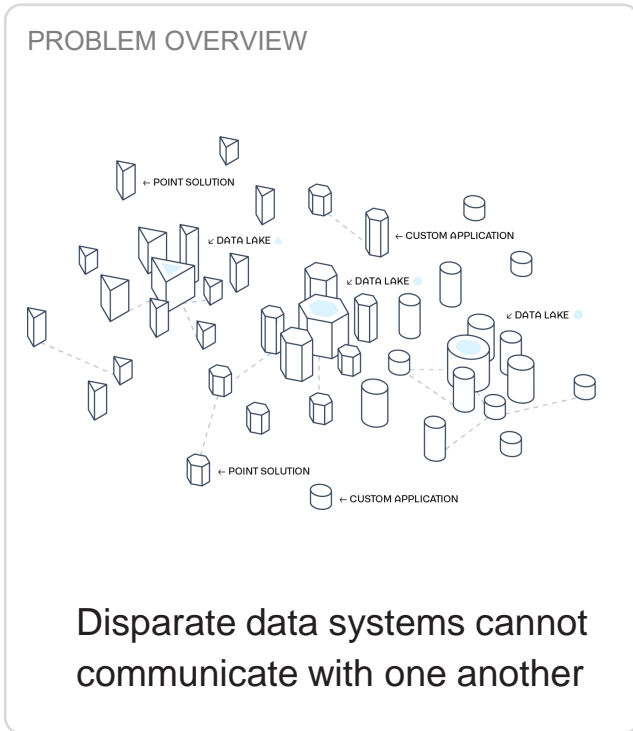 PROBLEM OVERVIEW
← POINT SOLUTION
↙ DATA LAKE
← CUSTOM APPLICATION
↙ DATA LAKE
↙ DATA LAKE
← POINT SOLUTION
← CUSTOM APPLICATION
Disparate data systems cannot
communicate with one another